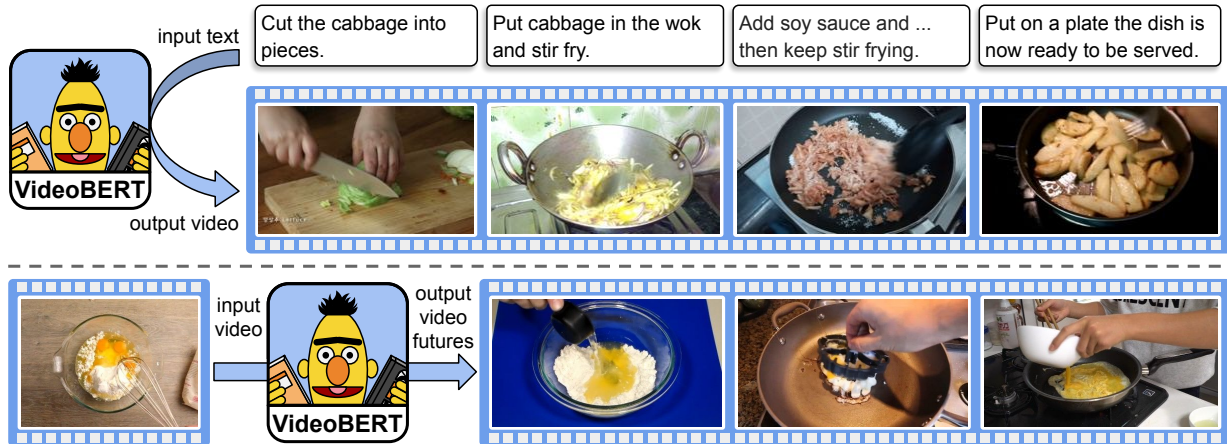 input text
Cut the cabbage into
pieces.
Put cabbage in the wok
and stir fry.
Add soy sauce and ...
then keep stir frying.
Put on a plate the dish is
now ready to be served.
VideoBERT
output video
input
video
VideoBERT
output
video
futures